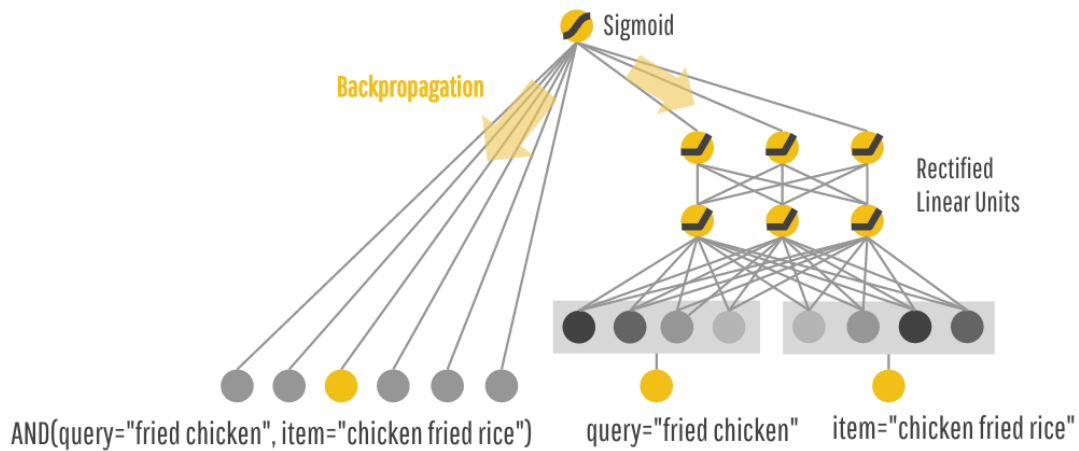 Sigmoid
Backpropagation
Rectified
Linear Units
AND(query="fried chicken", item="chicken fried rice")
query="fried chicken"
item="chicken fried rice"